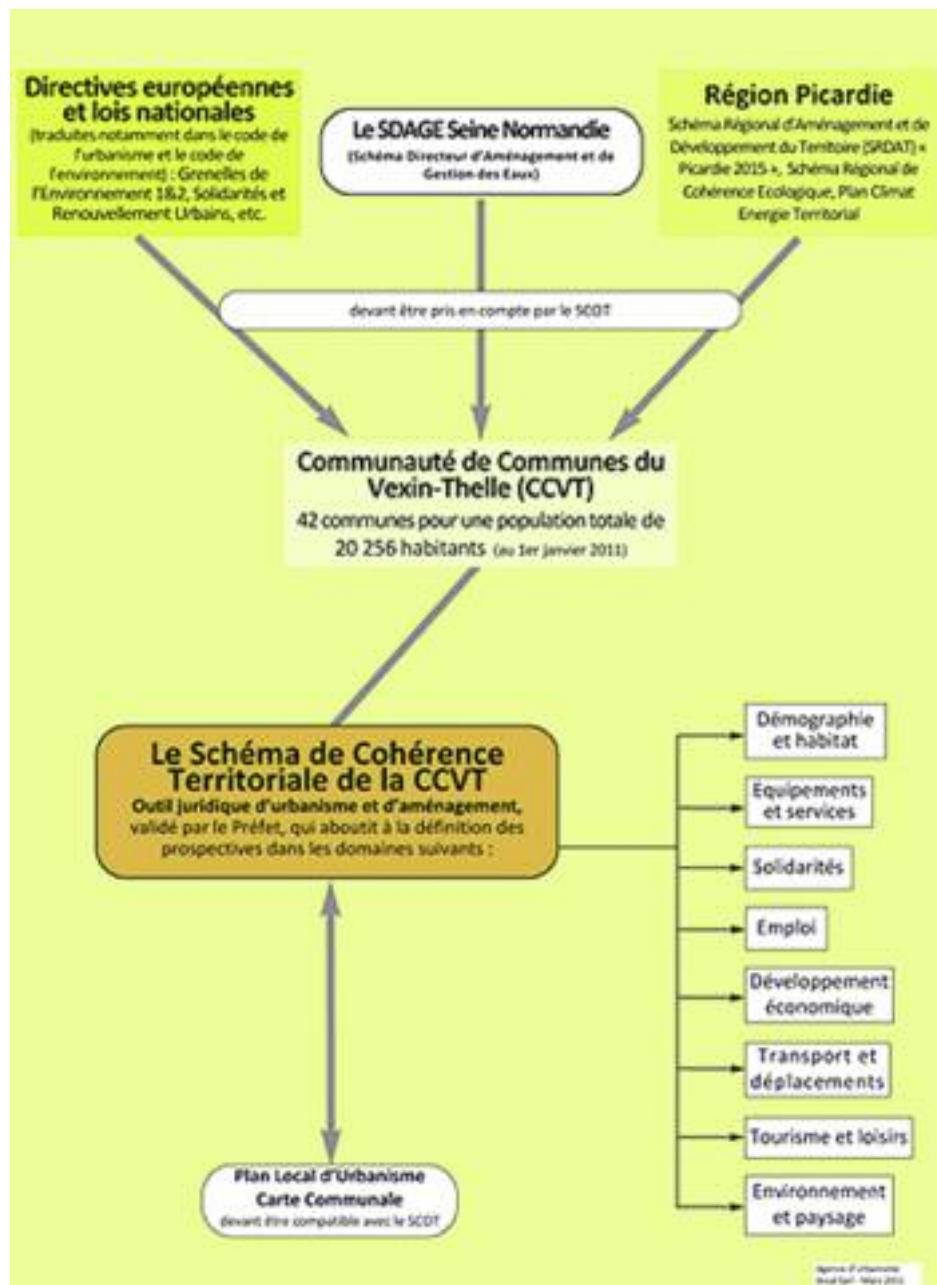 Directives européennes
et lois nationales
(traduites notamment dans le code de
l'urbanisme et le code de
l'environnement) : Grenelles de
l'Environnement 1&2, Solidarités et
Renouvellement Urbains, etc.
Le SDAGE Seine Normandie
(Schéma Directeur d'Aménagement et de
Gestion des Eaux)
Région Picardie
Schéma Régional d'Aménagement et de
Développement du Territoire (SRDAT) «
Picardie 2015 », Schéma Régional de
Cohérence Ecologique, Plan Climat
Energie Territorial
devant être pris en compte par le SCOT
Communauté de Communes du
Vexin-Thelle (CCVT)
42 communes pour une population totale de
20 256 habitants (au 1er janvier 2011)
Le Schéma de Cohérence
Territoriale de la CCVT
Outil juridique d'urbanisme et d'aménagement,
validé par le Préfet, qui aboutit à la définition des
prospectives dans les domaines suivants :
Démographie
et habitat
Equipements
et services
Solidarités
Emploi
Développement
économique
Transport et
déplacements
Tourisme et loisirs
Environnement
et paysage
Plan Local d'Urbanisme
Carte Communale
devant être compatible avec le SCOT
Agence d'Urbanisme